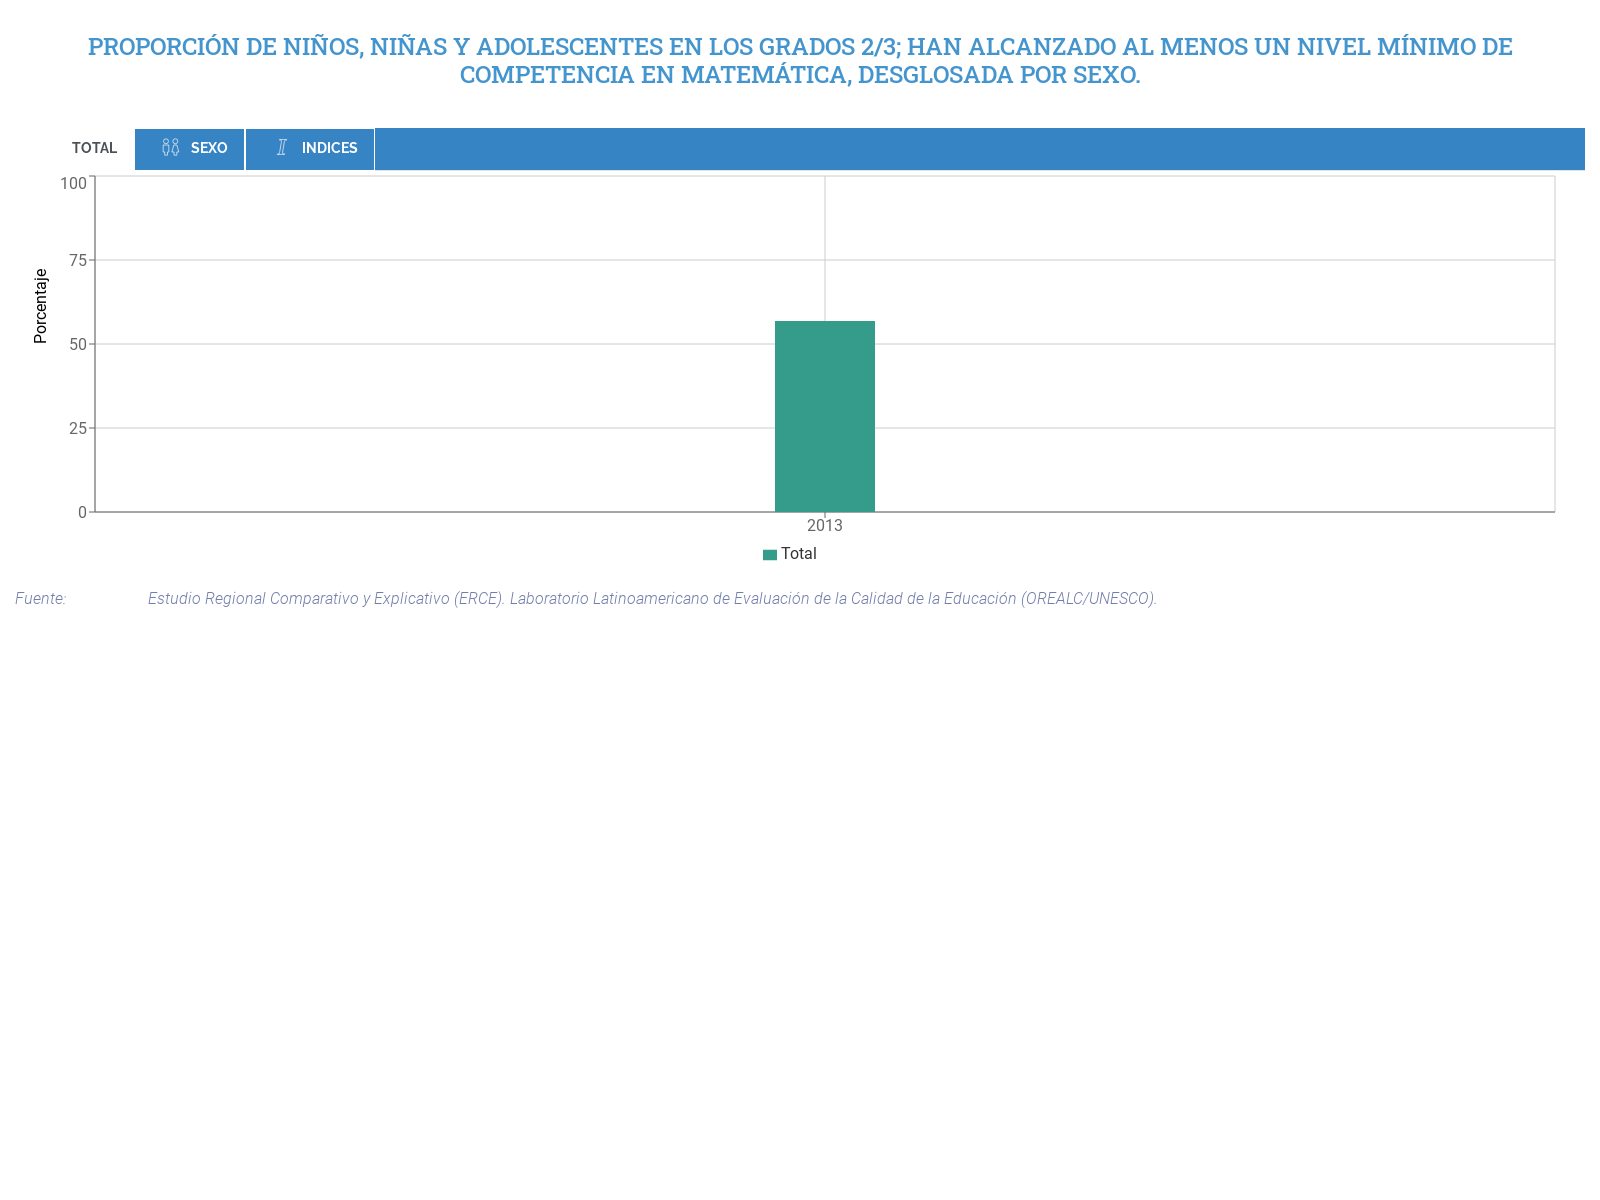 PROPORCIÓN DE NIÑOS, NIÑAS Y ADOLESCENTES EN LOS GRADOS 2/3; HAN ALCANZADO AL MENOS UN NIVEL MÍNIMO DE
COMPETENCIA EN MATEMÁTICA, DESGLOSADA POR SEXO.
TOTAL SEXO INDICES
100
75
50
25
0
Porcentaje
2013
Total
Fuente: Estudio Regional Comparativo y Explicativo (ERCE). Laboratorio Latinoamericano de Evaluación de la Calidad de la Educación (OREALC/UNESCO).